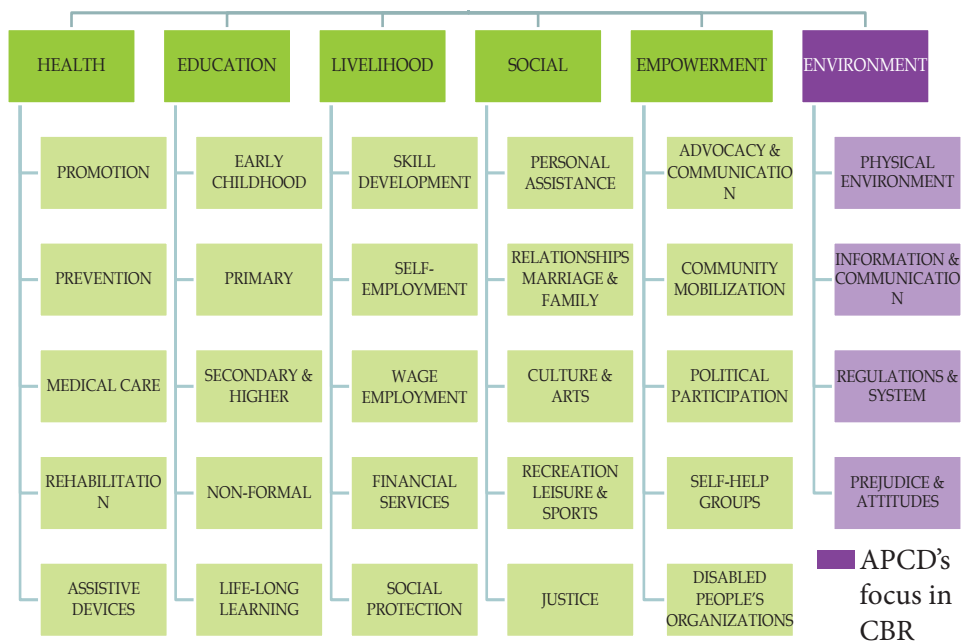 HEALTH
EDUCATION
LIVELIHOOD
SOCIAL
EMPOWERMENT
ENVIRONMENT
PROMOTION
EARLY
CHILDHOOD
SKILL
DEVELOPMENT
PERSONAL
ASSISTANCE
ADVOCACY &
COMMUNICATIO
N
PHYSICAL
ENVIRONMENT
PREVENTION
PRIMARY
SELF-
EMPLOYMENT
RELATIONSHIPS
MARRIAGE &
FAMILY
COMMUNITY
MOBILIZATION
INFORMATION &
COMMUNICATIO
N
MEDICAL CARE
SECONDARY &
HIGHER
WAGE
EMPLOYMENT
CULTURE &
ARTS
POLITICAL
PARTICIPATION
REGULATIONS &
SYSTEM
REHABILITATIO
N
NON-FORMAL
FINANCIAL
SERVICES
RECREATION
LEISURE &
SPORTS
SELF-HELP
GROUPS
PREJUDICE &
ATTITUDES
ASSISTIVE
DEVICES
LIFE-LONG
LEARNING
SOCIAL
PROTECTION
JUSTICE
DISABLED
PEOPLE'S
ORGANIZATIONS
APCD's
focus in
CBR